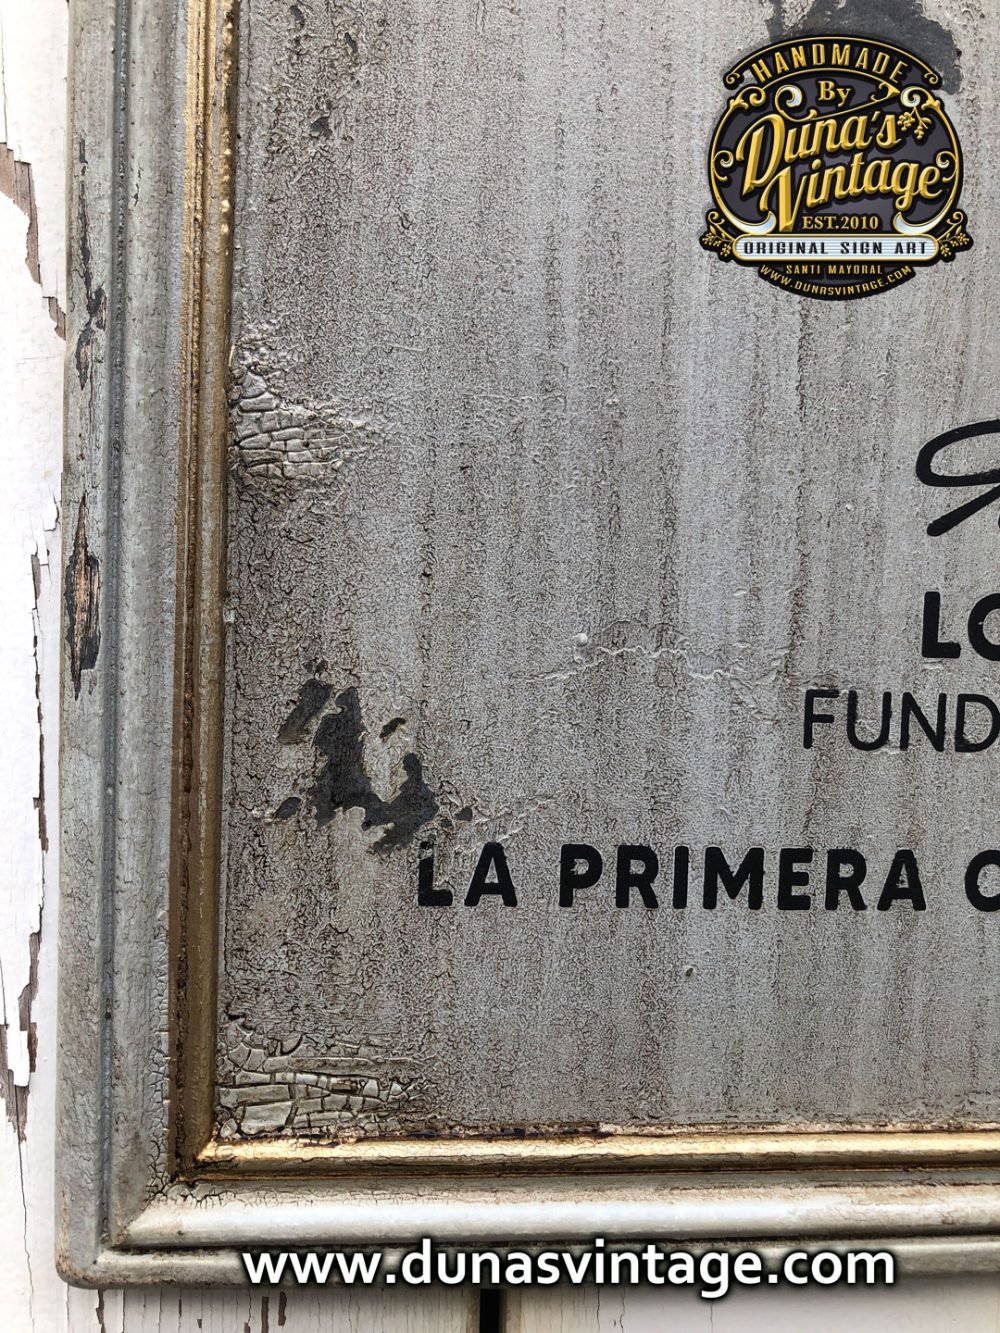 HANDMADE
By
Duna's
Vintage
EST. 2010
ORIGINAL SIGN ART
SANTI MAYORAL
WWW.DUNASVINTAGE.COM
LO
FUND
LA PRIMERA
www.dunasvintage.com